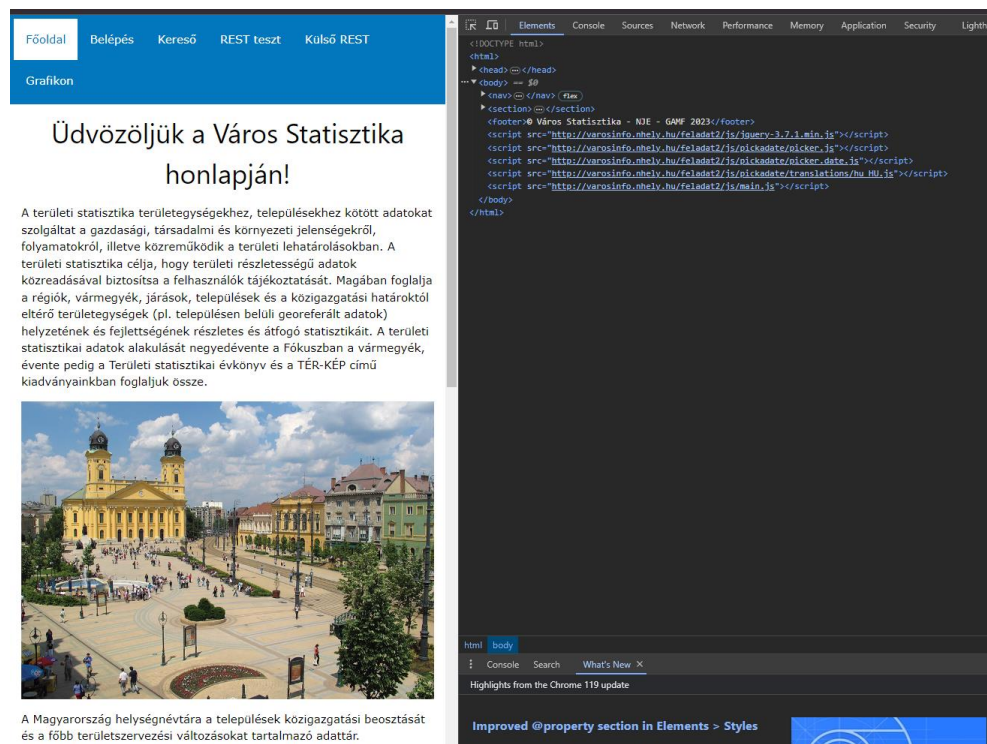 Főoldal Belépés Kereső REST teszt Külső REST
Grafikon
Üdvözöljük a Város Statisztika
honlapján!
A területi statisztika területegységekhez, településekhez kötött adatokat
szolgáltat a gazdasági, társadalmi és környezeti jelenségekről,
folyamatokról, illetve közreműködik a területi lehatárolásokban. A
területi statisztika célja, hogy területi részletességű adatok
közreadásával biztosítsa a felhasználók tájékoztatását. Magában foglalja
a régiók, vármegyék, járások, települések és a közigazgatási határoktól
eltérő területegységek (pl. településen belüli georeferált adatok)
helyzetének és fejlettségének részletes és átfogó statisztikáit. A területi
statisztikai adatok alakulását negyedévente a Fókuszban a vármegyék,
évente pedig a Területi statisztikai évkönyv és a TÉR-KÉP című
kiadványainkban foglaljuk össze.
A Magyarország helységnévtára a települések közigazgatási beosztását
és a főbb területszervezési változásokat tartalmazó adattár.
Elements Console Sources Network Performance Memory Application Security Lighth
<!DOCTYPE html>
<html>
<head>…</head>
<body> == $0
<nav>…</nav> flex
<section>…</section>
<footer>© Város Statisztika - NJE - GAMF 2023</footer>
<script src="http://varosinfo.nhely.hu/feladat2/js/jquery-3.7.1.min.js"></script>
<script src="http://varosinfo.nhely.hu/feladat2/js/pickadate/picker.js"></script>
<script src="http://varosinfo.nhely.hu/feladat2/js/pickadate/picker.date.js"></script>
<script src="http://varosinfo.nhely.hu/feladat2/js/pickadate/translations/hu_HU.js"></script>
<script src="http://varosinfo.nhely.hu/feladat2/js/main.js"></script>
</body>
</html>
html body
Console Search What's New ×
Highlights from the Chrome 119 update
Improved @property section in Elements > Styles